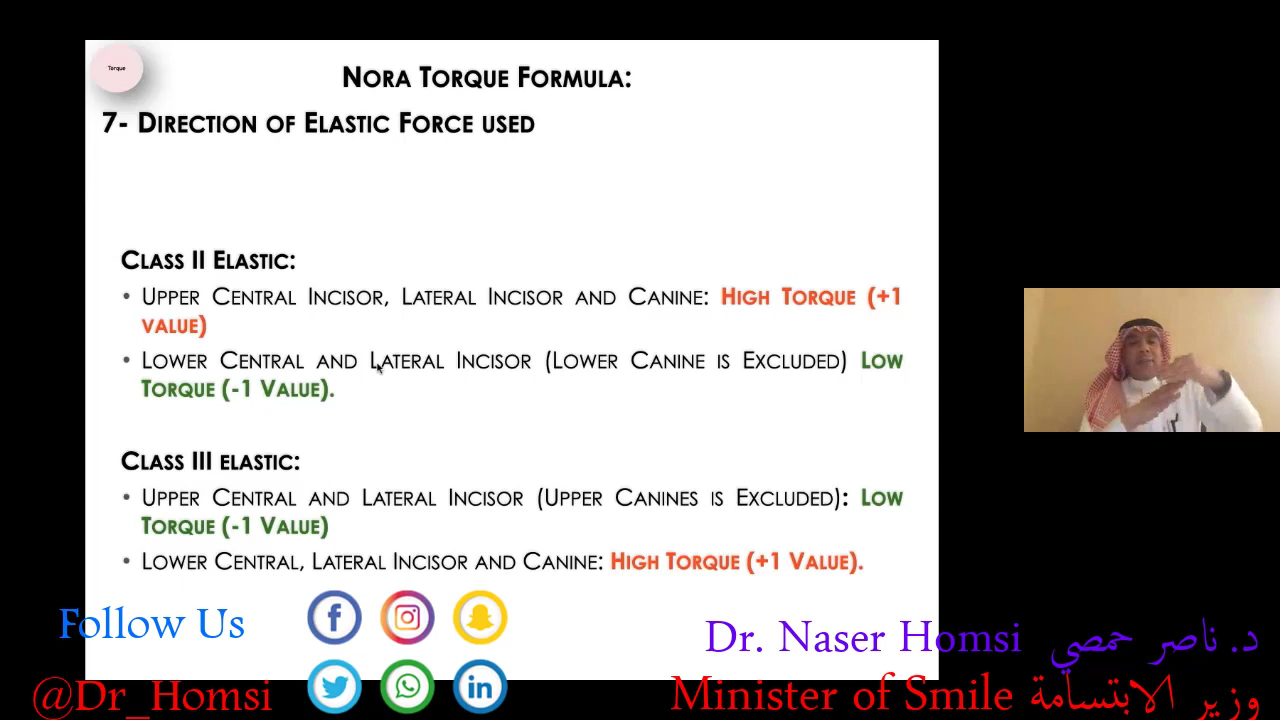 Torque
Nora Torque Formula:
7- Direction of Elastic Force used
Class II Elastic:
• Upper Central Incisor, Lateral Incisor and Canine: High Torque (+1
value)
• Lower Central and Lateral Incisor (Lower Canine is Excluded) Low
Torque (-1 Value).
Class III elastic:
• Upper Central and Lateral Incisor (Upper Canines is Excluded): Low
Torque (-1 Value)
• Lower Central, Lateral Incisor and Canine: High Torque (+1 Value).
Follow Us
@Dr_Homsi
Dr. Naser Homsi د. ناصر حمصي
Minister of Smile وزير الابتسامة